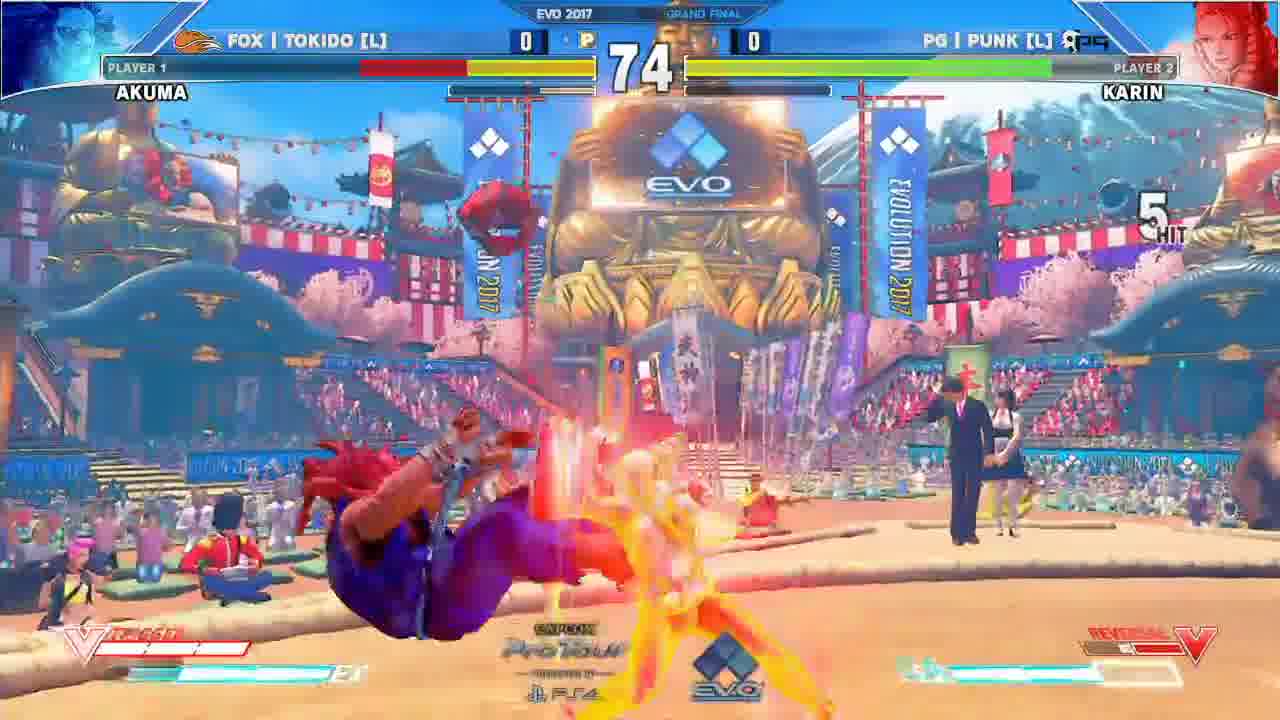 EVO 2017 GRAND FINAL
FOX | TOKIDO [L] 0 P 74 0 PG | PUNK [L]
PLAYER 1 PLAYER 2
AKUMA KARIN
EVO
EVOLUTION 2017
N 2017
5
HIT
REVERSAL
CAPCOM
Pro Tour
PS4
EVO